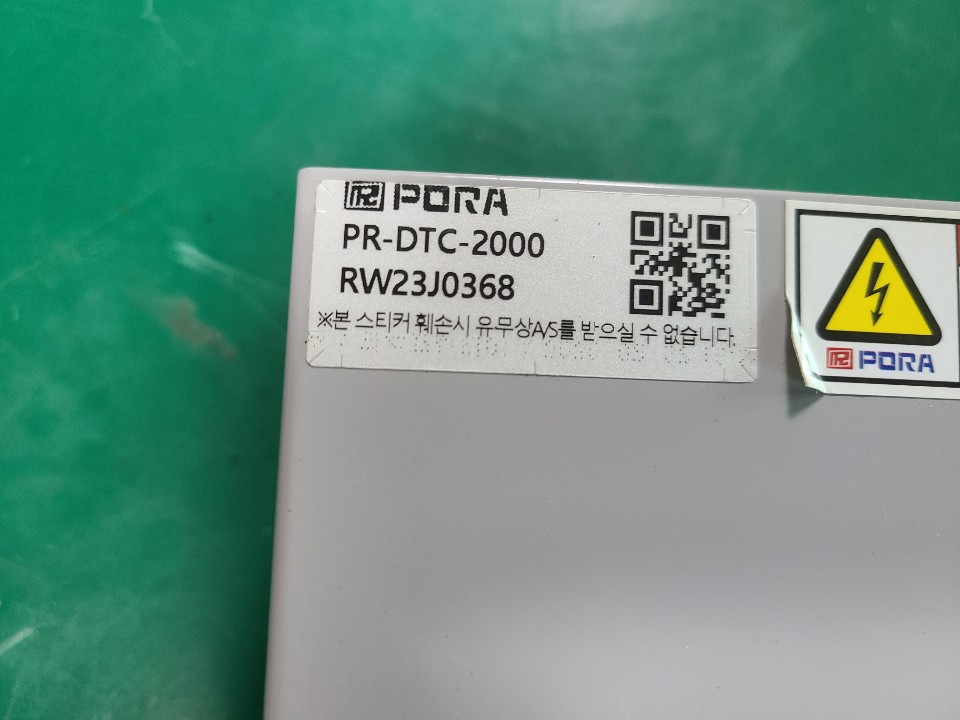 PORA
PR-DTC-2000
RW23J0368
※본 스티커 훼손시 유무상A/S를 받으실 수 없습니다.
PORA